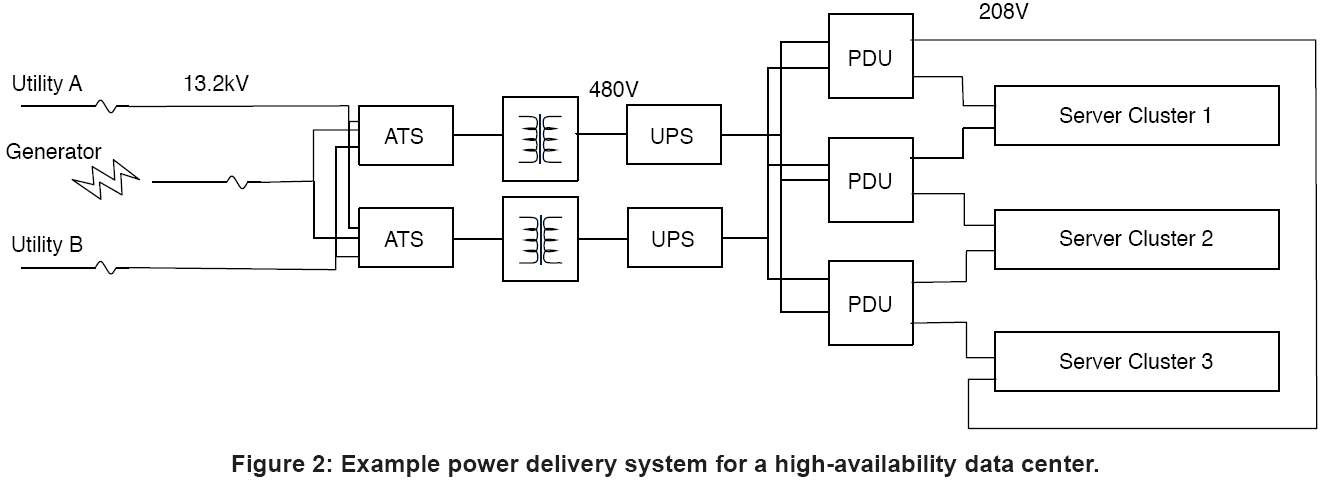 208V
PDU
Utility A
13.2kV
480V
Server Cluster 1
ATS
UPS
Generator
PDU
Utility B
ATS
UPS
Server Cluster 2
PDU
Server Cluster 3
Figure 2: Example power delivery system for a high-availability data center.